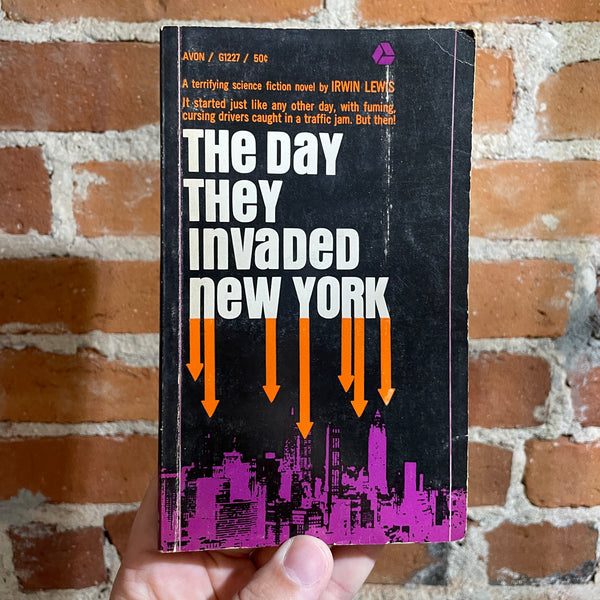 AVON / G1227 / 50¢
A terrifying science fiction novel by IRWIN LEWIS
It started just like any other day, with fuming,
cursing drivers caught in a traffic jam. But then!
THE DAY
THEY
INVADED
NEW YORK